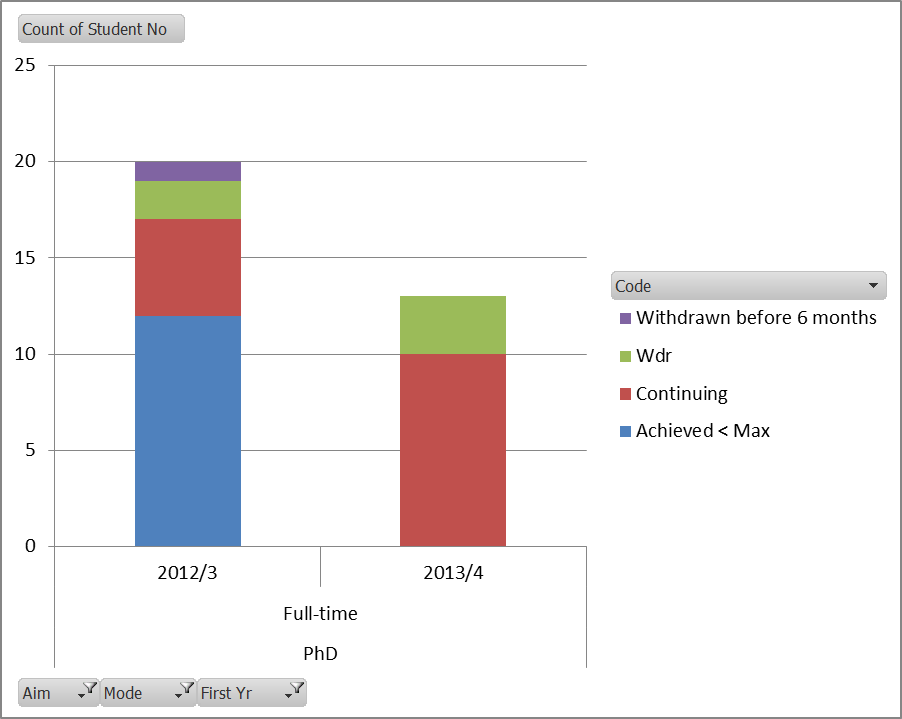 Count of Student No
25
20
15
10
5
0
2012/3 2013/4
Full-time
PhD
Code
Withdrawn before 6 months
Wdr
Continuing
Achieved < Max
Aim Mode First Yr